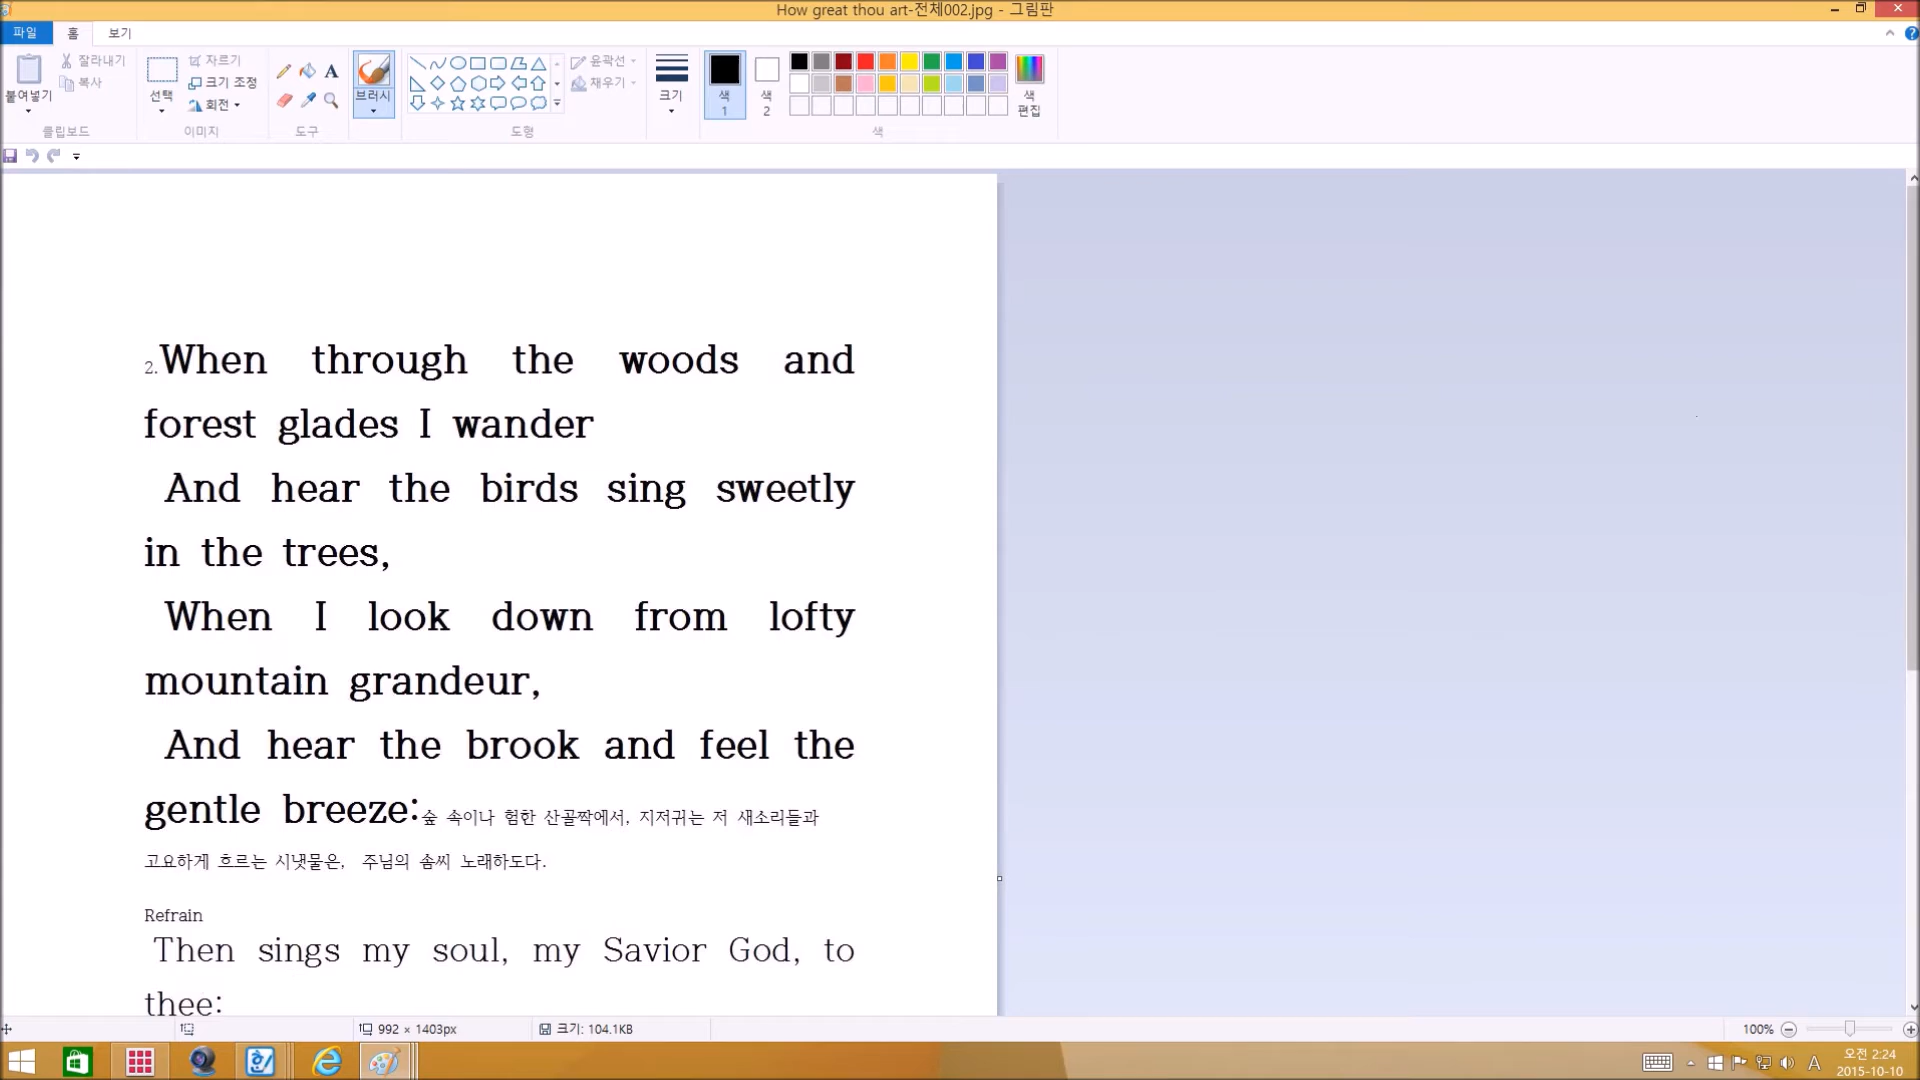 How great thou art-전체002.jpg - 그림판
파일 홈 보기
붙여넣기
잘라내기
복사
클립보드
선택
자르기
크기 조정
회전
이미지
A
도구
브러시
도형
윤곽선
채우기
크기
색
1
색
2
색
편집
색
2.When through the woods and
forest glades I wander
And hear the birds sing sweetly
in the trees,
When I look down from lofty
mountain grandeur,
And hear the brook and feel the
gentle breeze:숲 속이나 험한 산골짝에서, 지저귀는 저 새소리들과
고요하게 흐르는 시냇물은, 주님의 솜씨 노래하도다.
Refrain
Then sings my soul, my Savior God, to
thee:
992 × 1403px
크기: 104.1KB
100%
A
오전 2:24
2015-10-10